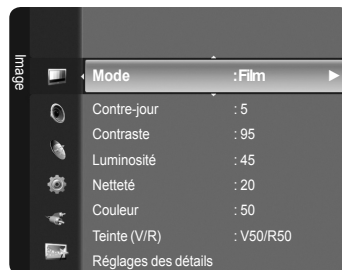 Image
Mode :Film
Contre-jour : 5
Contraste : 95
Luminosité : 45
Netteté : 20
Couleur : 50
Teinte (V/R) : V50/R50
Réglages des détails